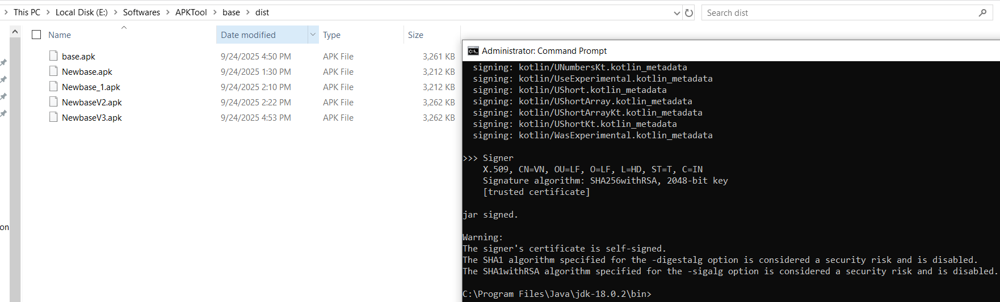 This PC > Local Disk (E:) > Softwares > APKTool > base > dist
Search dist
Name Date modified Type Size
base.apk 9/24/2025 4:50 PM APK File 3,261 KB
Newbase.apk 9/24/2025 1:30 PM APK File 3,212 KB
Newbase_1.apk 9/24/2025 2:10 PM APK File 3,212 KB
NewbaseV2.apk 9/24/2025 2:22 PM APK File 3,262 KB
NewbaseV3.apk 9/24/2025 4:53 PM APK File 3,262 KB
on
Administrator: Command Prompt
signing: kotlin/UNumbersKt.kotlin_metadata
signing: kotlin/UseExperimental.kotlin_metadata
signing: kotlin/UShort.kotlin_metadata
signing: kotlin/UShortArray.kotlin_metadata
signing: kotlin/UShortArrayKt.kotlin_metadata
signing: kotlin/UShortKt.kotlin_metadata
signing: kotlin/WasExperimental.kotlin_metadata
>>> Signer
X.509, CN=VN, OU=LF, O=LF, L=HD, ST=T, C=IN
Signature algorithm: SHA256withRSA, 2048-bit key
[trusted certificate]
jar signed.
Warning:
The signer's certificate is self-signed.
The SHA1 algorithm specified for the -digestalg option is considered a security risk and is disabled.
The SHA1withRSA algorithm specified for the -sigalg option is considered a security risk and is disabled.
C:\Program Files\Java\jdk-18.0.2\bin>